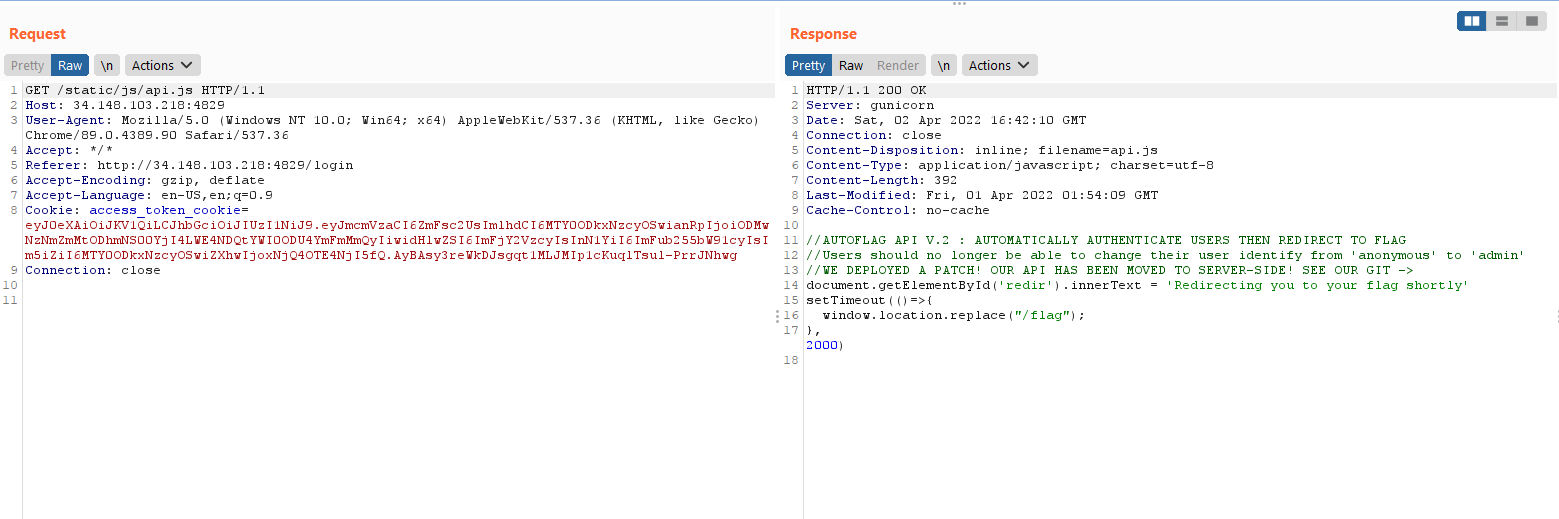 Request
Pretty Raw \n Actions
1 GET /static/js/api.js HTTP/1.1
2 Host: 34.148.103.218:4829
3 User-Agent: Mozilla/5.0 (Windows NT 10.0; Win64; x64) AppleWebKit/537.36 (KHTML, like Gecko)
Chrome/89.0.4389.90 Safari/537.36
4 Accept: */*
5 Referer: http://34.148.103.218:4829/login
6 Accept-Encoding: gzip, deflate
7 Accept-Language: en-US,en;q=0.9
8 Cookie: access_token_cookie=
eyJ0eXAiOiJKV1QiLCJhbGciOiJIUzI1NiJ9.eyJmcmVzaCI6ZmFsc2UsImlhdCI6MTY0ODkxNzcyOSwianRpIjoiODMw
NzNmZmMtODhmNS00YjI4LWE4NDQtYWI0ODU4YmFmMmQyIiwidHlwZSI6ImFjY2VzcyIsInN1YiI6ImFub255bW91cyIsI
m5iZiI6MTY0ODkxNzcyOSwiZXhwIjoxNjQ4OTE4NjI5fQ.AyBAsy3reWkDJsgqt1MLJMIp1cKuqlTsul-PrrJNhwg
9 Connection: close
10
11
Response
Pretty Raw Render \n Actions
1 HTTP/1.1 200 OK
2 Server: gunicorn
3 Date: Sat, 02 Apr 2022 16:42:10 GMT
4 Connection: close
5 Content-Disposition: inline; filename=api.js
6 Content-Type: application/javascript; charset=utf-8
7 Content-Length: 392
8 Last-Modified: Fri, 01 Apr 2022 01:54:09 GMT
9 Cache-Control: no-cache
10
11 //AUTOFLAG API V.2 : AUTOMATICALLY AUTHENTICATE USERS THEN REDIRECT TO FLAG
12 //Users should no longer be able to change their user identify from 'anonymous' to 'admin'
13 //WE DEPLOYED A PATCH! OUR API HAS BEEN MOVED TO SERVER-SIDE! SEE OUR GIT ->
14 document.getElementById('redir').innerText = 'Redirecting you to your flag shortly'
15 setTimeout(()=>{
16 window.location.replace("/flag");
17 },
2000)
18